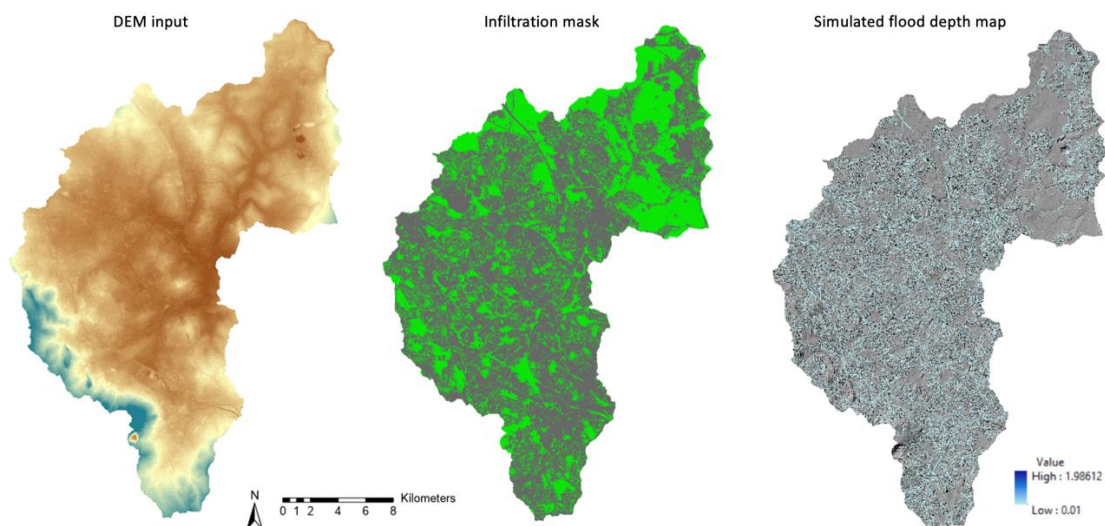 DEM input
Infiltration mask
Simulated flood depth map
N
Kilometers
0 1 2 4 6 8
Value
High : 1.98612
Low : 0.01